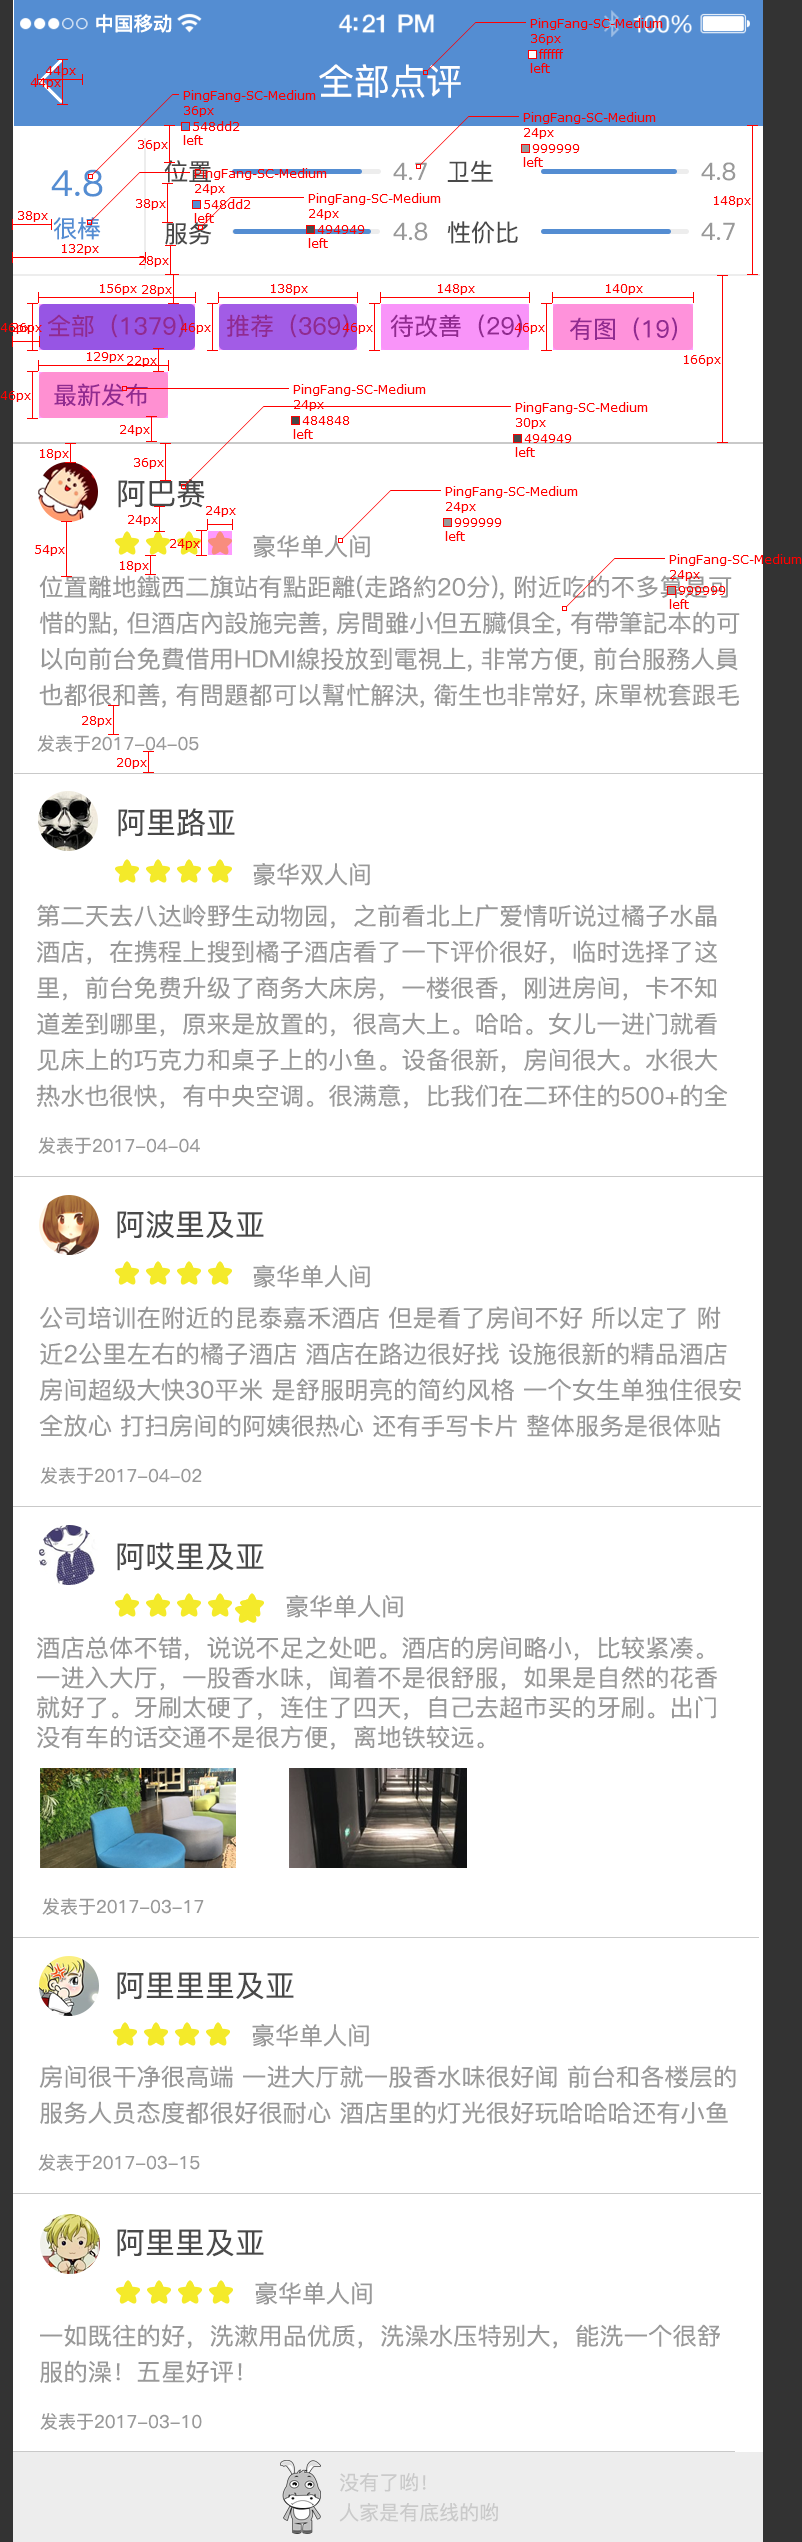 中国移动 4:21 PM 100%
PingFang-SC-Medium
36px
ffffff
left
44px
44px
全部点评
PingFang-SC-Medium
36px
548dd2
left
PingFang-SC-Medium
24px
999999
left
36px
4.8
很棒
38px
132px
位置 4.7 卫生 4.8
PingFang-SC-Medium
24px
548dd2
left
148px
38px
PingFang-SC-Medium
24px
494949
left
服务 4.8 性价比 4.7
28px
156px 28px 138px 148px 140px
全部（1379） 推荐（369） 待改善（29） 有图（19）
46px 46px 46px
129px 22px 166px
最新发布
PingFang-SC-Medium
24px
484848
left
PingFang-SC-Medium
30px
494949
left
24px
18px 36px
阿巴赛
24px
24px
24px
豪华单人间
PingFang-SC-Medium
24px
999999
left
54px
18px
PingFang-SC-Medium
24px
999999
left
位置離地鐵西二旗站有點距離(走路約20分), 附近吃的不多算是可
惜的點, 但酒店內設施完善, 房間雖小但五臟俱全, 有帶筆記本的可
以向前台免費借用HDMI線投放到電視上, 非常方便, 前台服務人員
也都很和善, 有問題都可以幫忙解決, 衛生也非常好, 床單枕套跟毛
28px
发表于2017-04-05
20px
阿里路亚
豪华双人间
第二天去八达岭野生动物园，之前看北上广爱情听说过橘子水晶
酒店，在携程上搜到橘子酒店看了一下评价很好，临时选择了这
里，前台免费升级了商务大床房，一楼很香，刚进房间，卡不知
道差到哪里，原来是放置的，很高大上。哈哈。女儿一进门就看
见床上的巧克力和桌子上的小鱼。设备很新，房间很大。水很大
热水也很快，有中央空调。很满意，比我们在二环住的500+的全
发表于2017-04-04
阿波里及亚
豪华单人间
公司培训在附近的昆泰嘉禾酒店 但是看了房间不好 所以定了 附
近2公里左右的橘子酒店 酒店在路边很好找 设施很新的精品酒店
房间超级大快30平米 是舒服明亮的简约风格 一个女生单独住很安
全放心 打扫房间的阿姨很热心 还有手写卡片 整体服务是很体贴
发表于2017-04-02
阿哎里及亚
豪华单人间
酒店总体不错，说说不足之处吧。酒店的房间略小，比较紧凑。
一进入大厅，一股香水味，闻着不是很舒服，如果是自然的花香
就好了。牙刷太硬了，连住了四天，自己去超市买的牙刷。出门
没有车的话交通不是很方便，离地铁较远。
发表于2017-03-17
阿里里里及亚
豪华单人间
房间很干净很高端 一进大厅就一股香水味很好闻 前台和各楼层的
服务人员态度都很好很耐心 酒店里的灯光很好玩哈哈哈还有小鱼
发表于2017-03-15
阿里里及亚
豪华单人间
一如既往的好，洗漱用品优质，洗澡水压特别大，能洗一个很舒
服的澡！五星好评！
发表于2017-03-10
没有了哟！
人家是有底线的哟